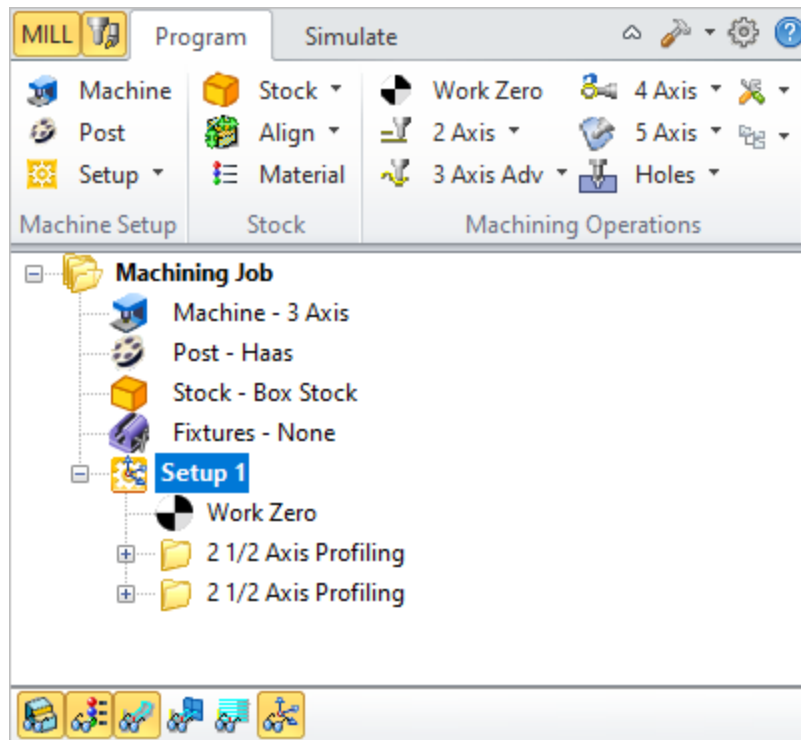 MILL Program Simulate
Machine Stock Work Zero 4 Axis
Post Align 2 Axis 5 Axis
Setup Material 3 Axis Adv Holes
Machine Setup Stock Machining Operations
Machining Job
Machine - 3 Axis
Post - Haas
Stock - Box Stock
Fixtures - None
Setup 1
Work Zero
2 1/2 Axis Profiling
2 1/2 Axis Profiling